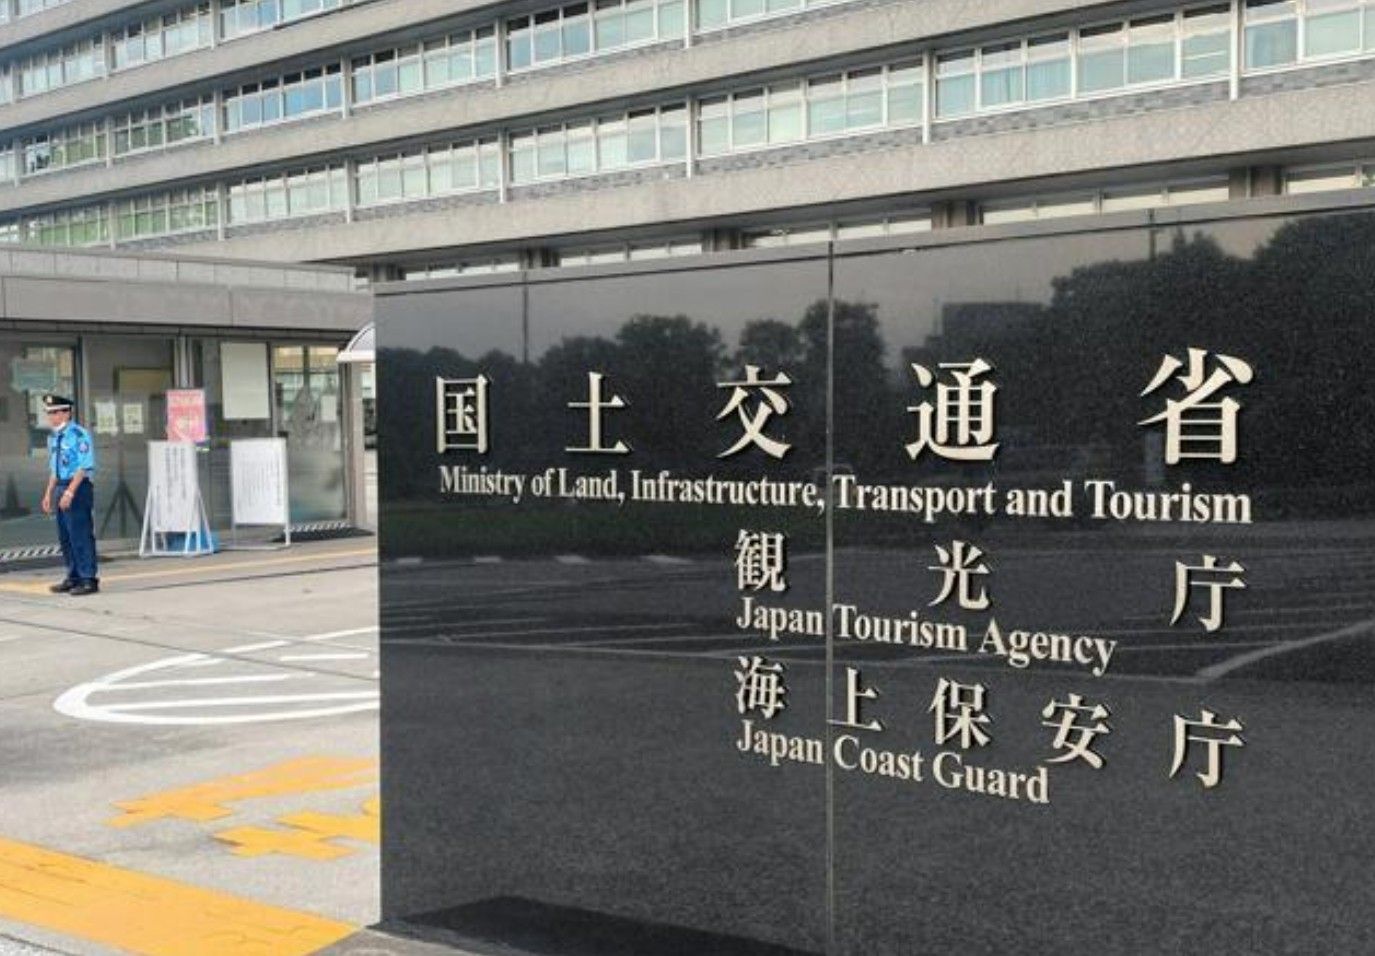 国土交通省
Ministry of Land, Infrastructure, Transport and Tourism
観光庁
Japan Tourism Agency
海上保安庁
Japan Coast Guard